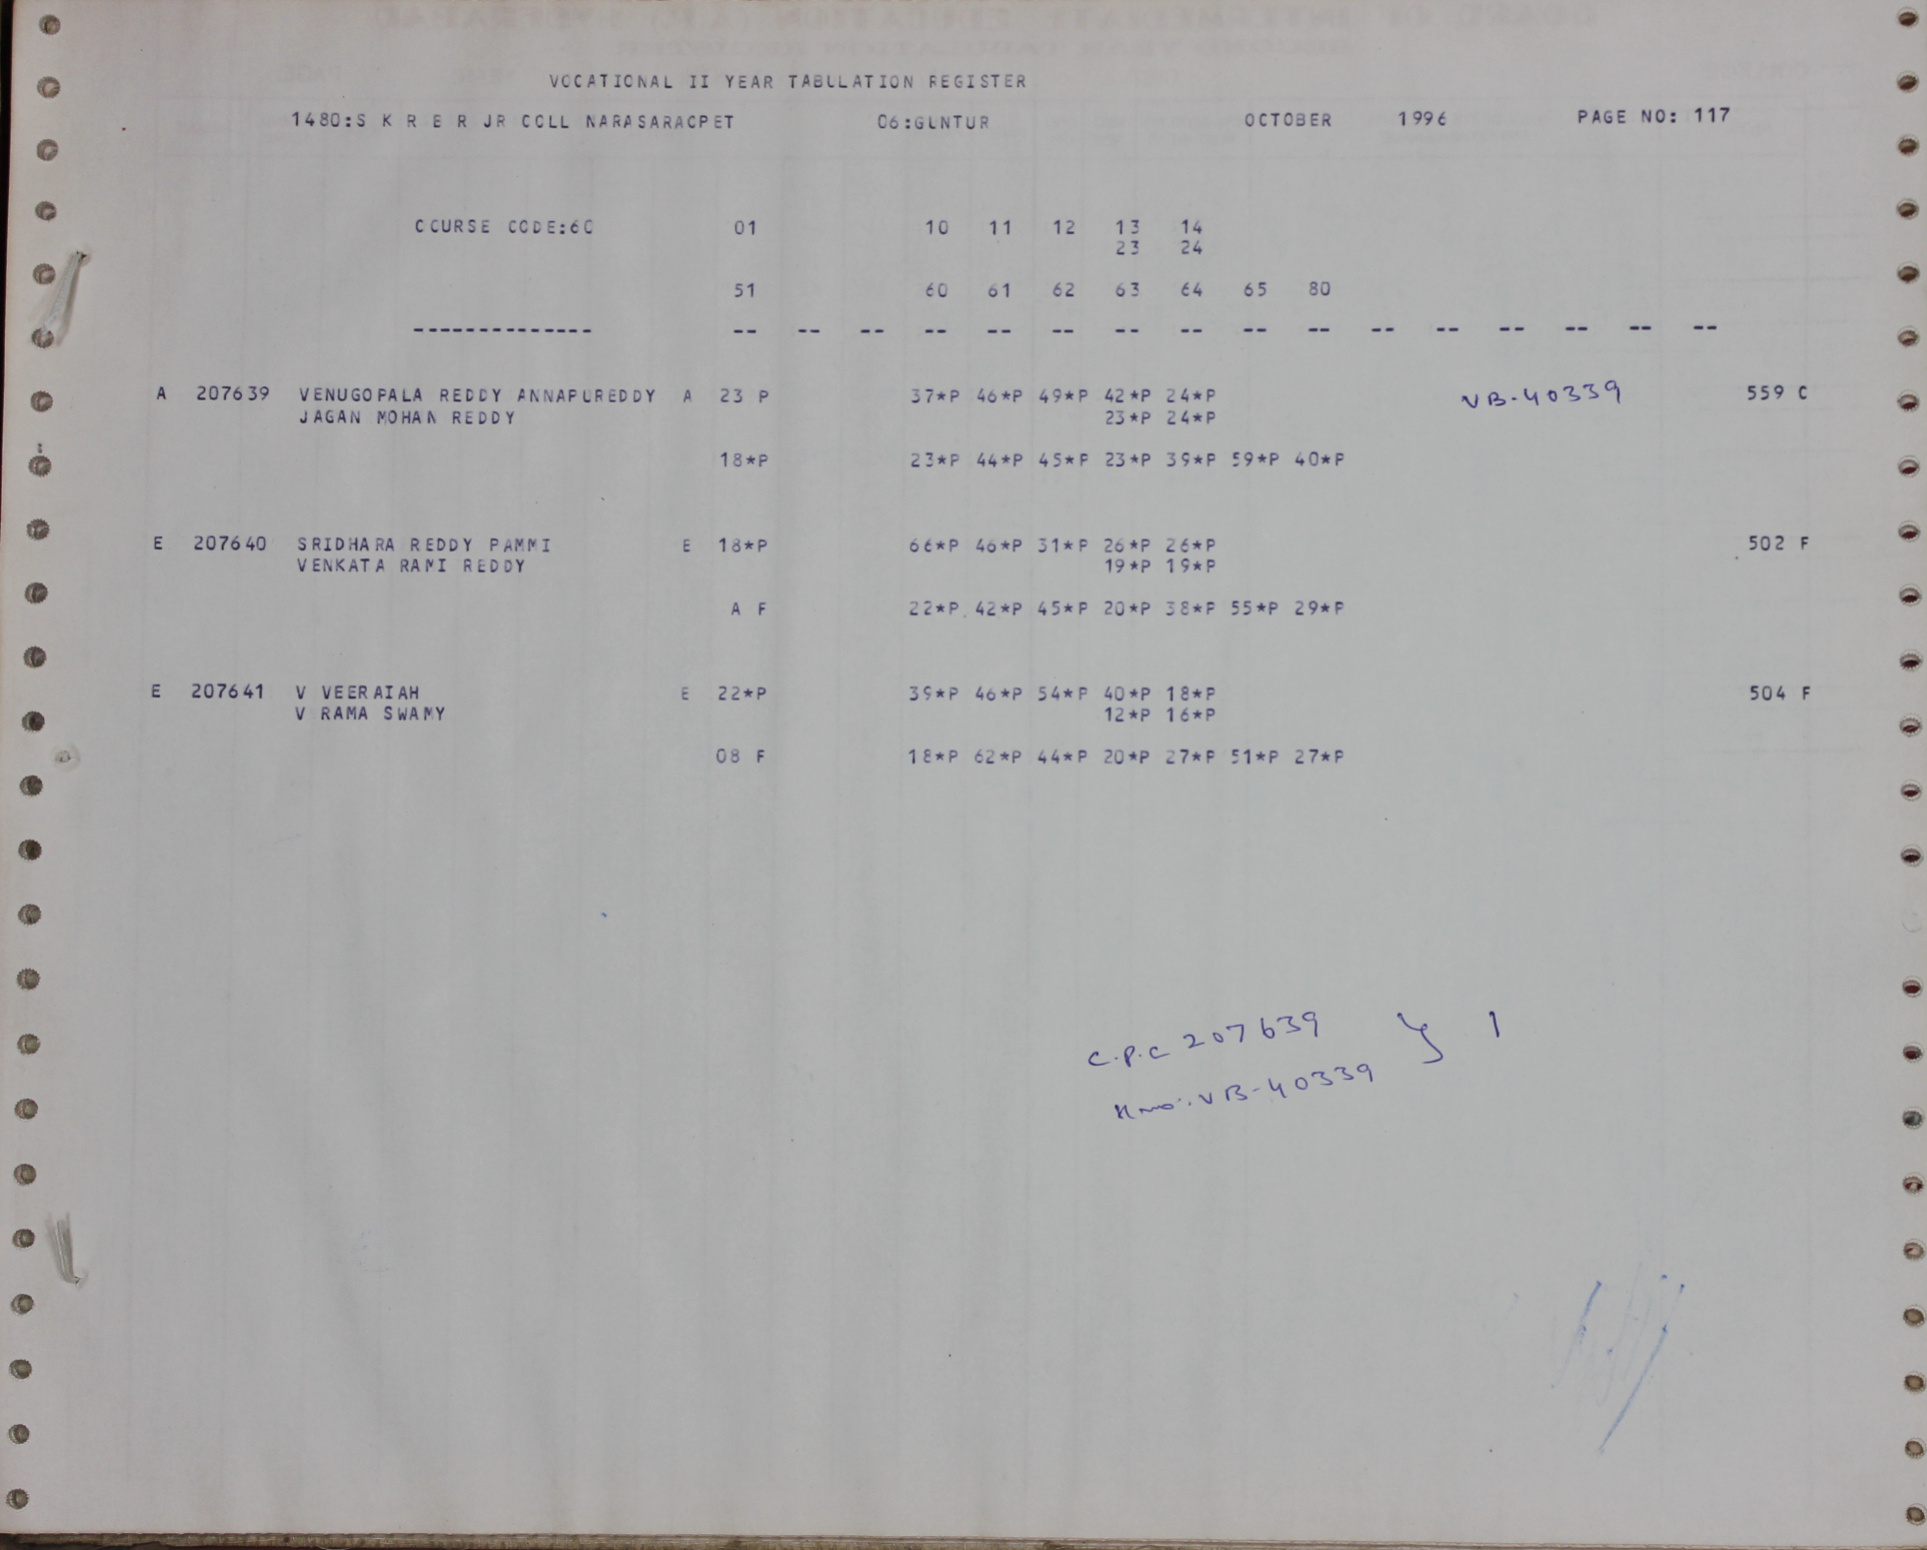 VOCATIONAL II YEAR TABULATION REGISTER
1480:S K R E R JR COLL NARASARAOPET 06:GUNTUR OCTOBER 1996 PAGE NO: 117
COURSE CODE:60 01 10 11 12 13 14
23 24
51 60 61 62 63 64 65 80
-------------- -- -- -- -- -- -- -- -- -- -- -- -- -- -- -- --
A 207639 VENUGOPALA REDDY ANNAPUREDDY A 23 P 37*P 46*P 49*P 42*P 24*P VB-40339 559 C
JAGAN MOHAN REDDY 23*P 24*P
18*P 23*P 44*P 45*P 23*P 39*P 59*P 40*P
E 207640 SRIDHARA REDDY PAMMI E 18*P 66*P 46*P 31*P 26*P 26*P 502 F
VENKATA RAMI REDDY 19*P 19*P
A F 22*P 42*P 45*P 20*P 38*P 55*P 29*P
E 207641 V VEERAIAH E 22*P 39*P 46*P 54*P 40*P 18*P 504 F
V RAMA SWAMY 12*P 16*P
08 F 18*P 62*P 44*P 20*P 27*P 51*P 27*P
C.P.C 207639 } 1
VB-40339